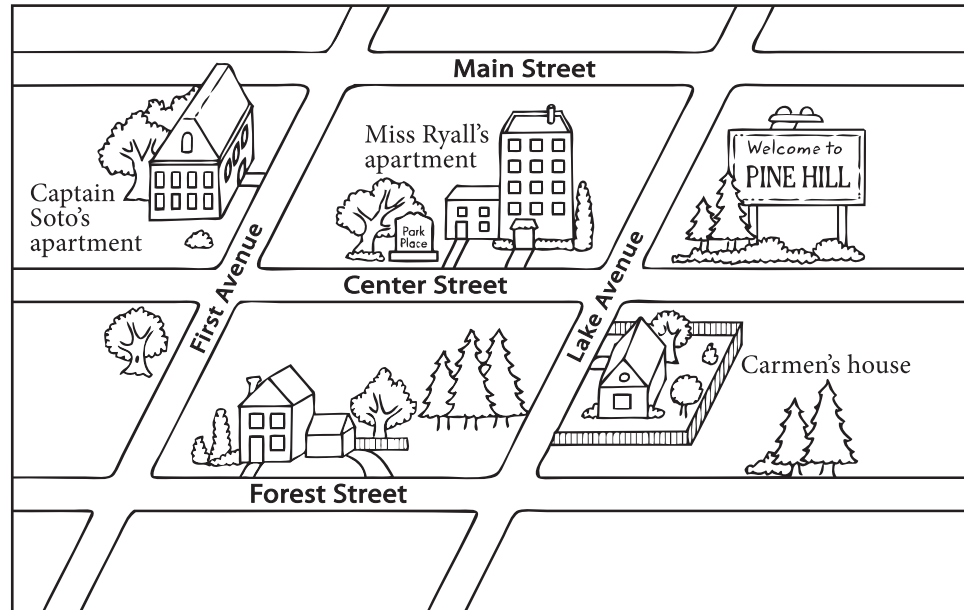 Main Street
Miss Ryall’s
apartment
Welcome to
PINE HILL
Captain
Soto’s
apartment
Park
Place
First Avenue
Center Street
Lake Avenue
Carmen’s house
Forest Street